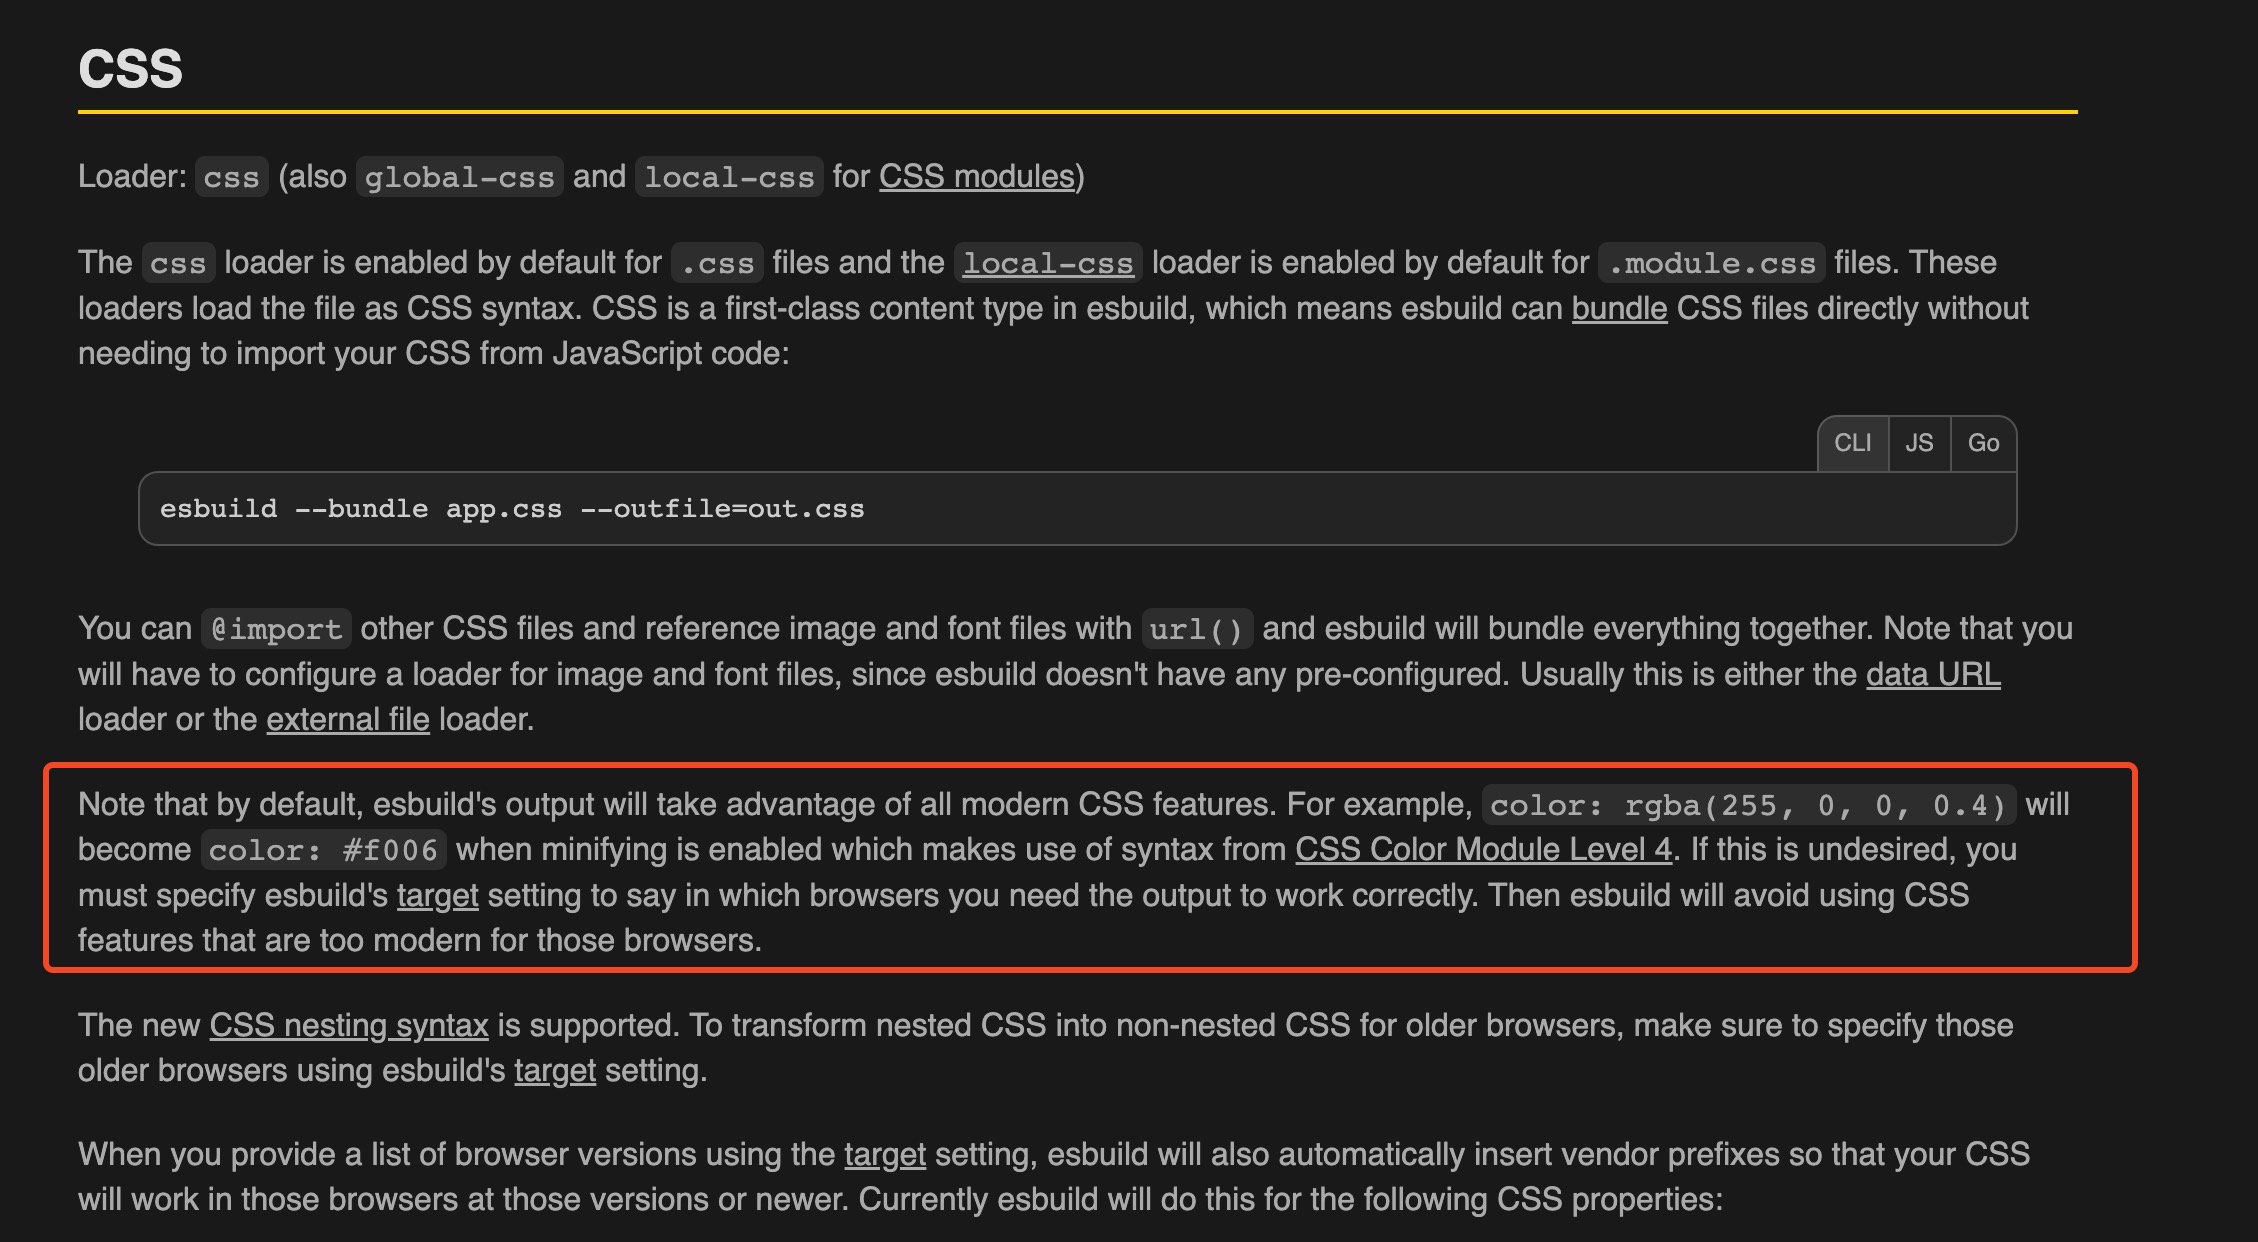 CSS
Loader: css (also global-css and local-css for CSS modules)
The css loader is enabled by default for .css files and the local-css loader is enabled by default for .module.css files. These
loaders load the file as CSS syntax. CSS is a first-class content type in esbuild, which means esbuild can bundle CSS files directly without
needing to import your CSS from JavaScript code:
CLI JS Go
esbuild --bundle app.css --outfile=out.css
You can @import other CSS files and reference image and font files with url() and esbuild will bundle everything together. Note that you
will have to configure a loader for image and font files, since esbuild doesn't have any pre-configured. Usually this is either the data URL
loader or the external file loader.
Note that by default, esbuild's output will take advantage of all modern CSS features. For example, color: rgba(255, 0, 0, 0.4) will
become color: #f006 when minifying is enabled which makes use of syntax from CSS Color Module Level 4. If this is undesired, you
must specify esbuild's target setting to say in which browsers you need the output to work correctly. Then esbuild will avoid using CSS
features that are too modern for those browsers.
The new CSS nesting syntax is supported. To transform nested CSS into non-nested CSS for older browsers, make sure to specify those
older browsers using esbuild's target setting.
When you provide a list of browser versions using the target setting, esbuild will also automatically insert vendor prefixes so that your CSS
will work in those browsers at those versions or newer. Currently esbuild will do this for the following CSS properties: